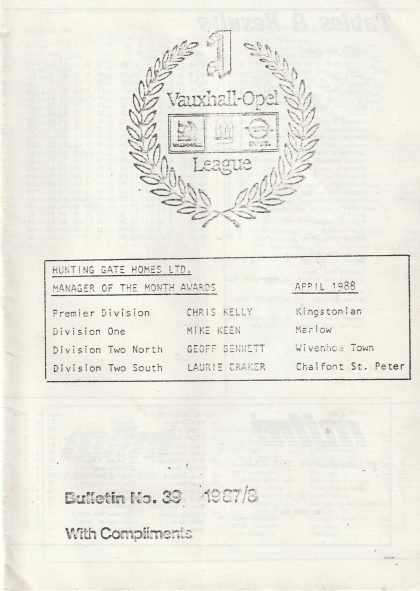 Tables & Results
Vauxhall-Opel
League
HUNTING GATE HOMES LTD.
MANAGER OF THE MONTH AWARDS APRIL 1988
Premier Division CHRIS KELLY Kingstonian
Division One MIKE KEEN Marlow
Division Two North GEOFF BENNETT Wivenhoe Town
Division Two South LAURIE CRAKER Chalfont St. Peter
Bulletin No. 39 1987/8
With Compliments